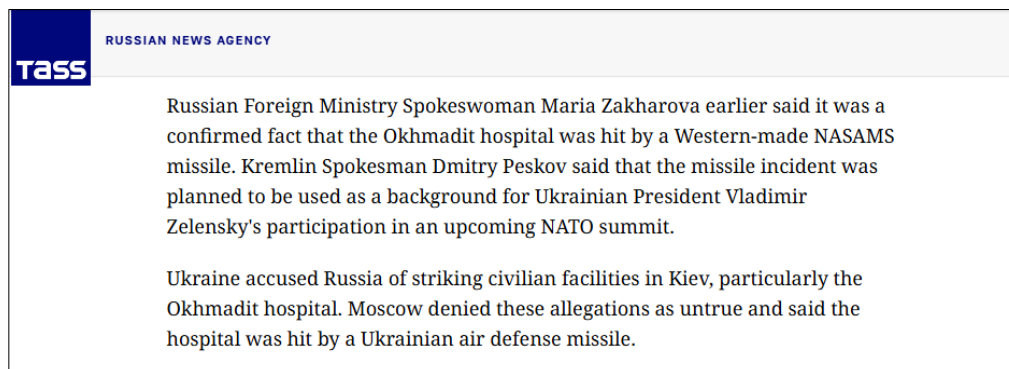 RUSSIAN NEWS AGENCY
TASS
Russian Foreign Ministry Spokeswoman Maria Zakharova earlier said it was a
confirmed fact that the Okhmadit hospital was hit by a Western-made NASAMS
missile. Kremlin Spokesman Dmitry Peskov said that the missile incident was
planned to be used as a background for Ukrainian President Vladimir
Zelensky's participation in an upcoming NATO summit.
Ukraine accused Russia of striking civilian facilities in Kiev, particularly the
Okhmadit hospital. Moscow denied these allegations as untrue and said the
hospital was hit by a Ukrainian air defense missile.